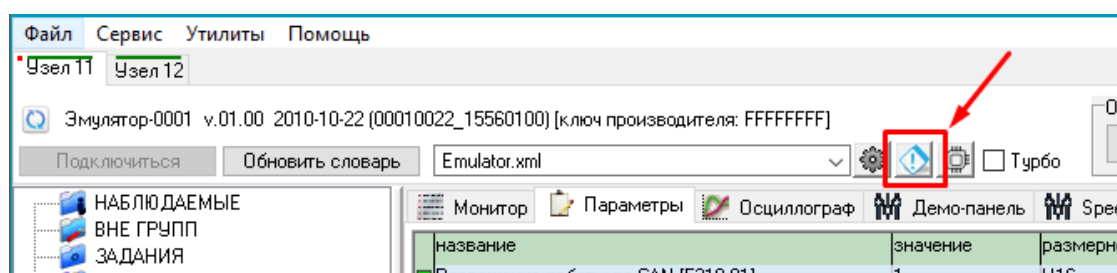 Файл Сервис Утилиты Помощь
Узел 11 Узел 12
Эмулятор-0001 v.01.00 2010-10-22 (00010022_15560100) [ключ производителя: FFFFFFFF]
Подключиться Обновить словарь Emulator.xml Турбо
НАБЛЮДАЕМЫЕ Монитор Параметры Осциллограф Демо-панель
ВНЕ ГРУПП название значение
ЗАДАНИЯ